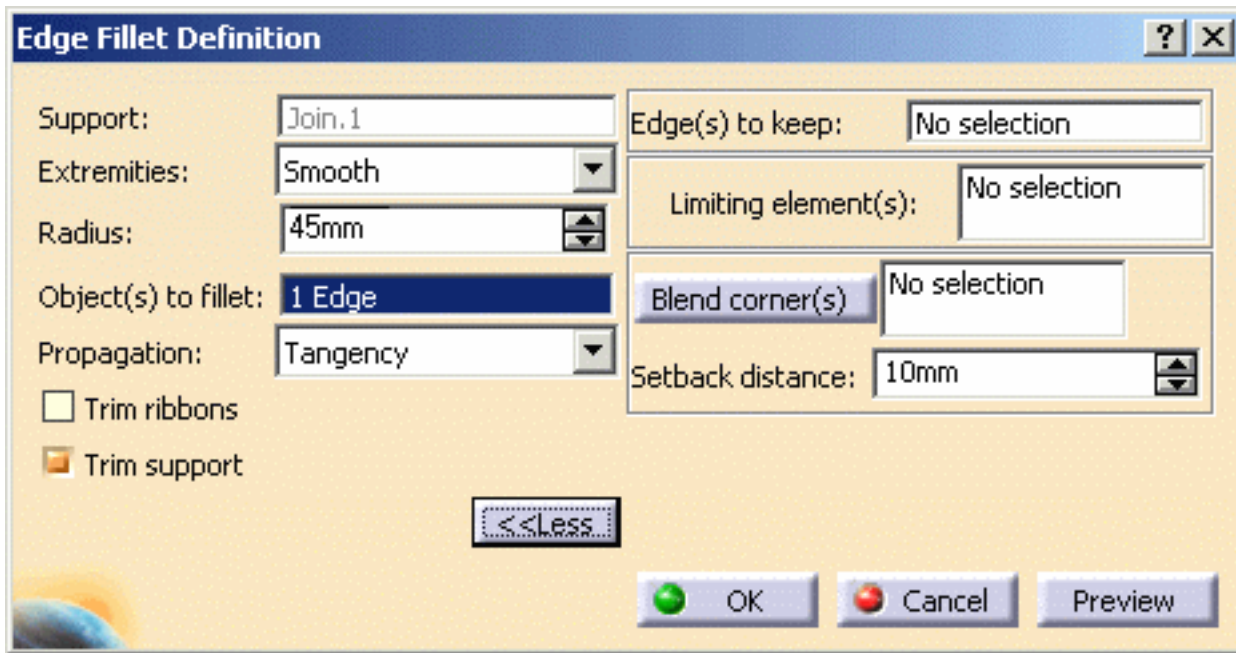 Edge Fillet Definition
Support: Join.1
Extremities: Smooth
Radius: 45mm
Object(s) to fillet: 1 Edge
Propagation: Tangency
Trim ribbons
Trim support
<<Less
Edge(s) to keep: No selection
Limiting element(s): No selection
Blend corner(s) No selection
Setback distance: 10mm
OK Cancel Preview